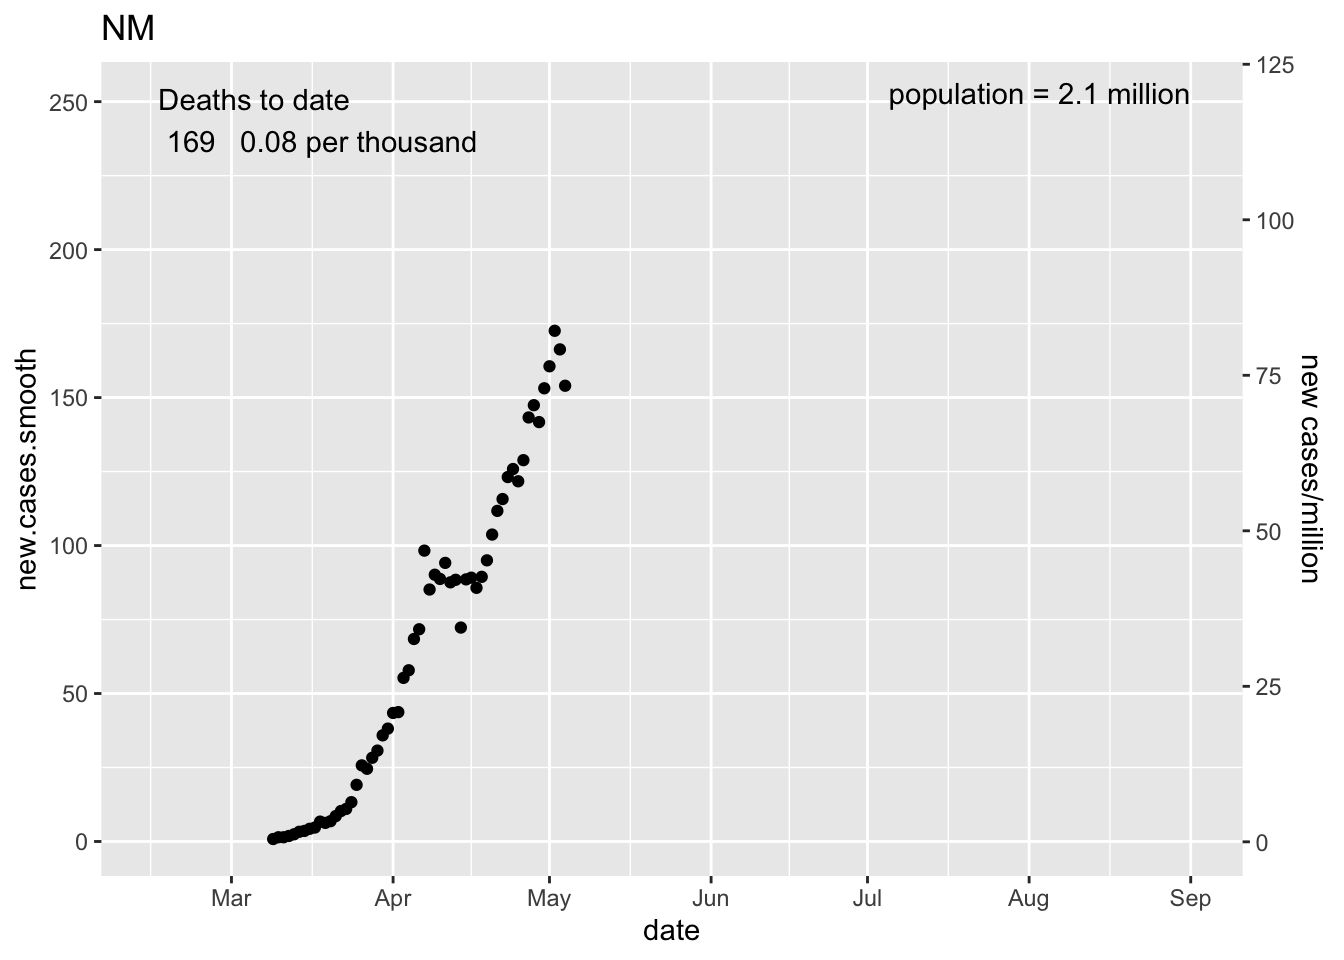 NM
Deaths to date
169 0.08 per thousand
population = 2.1 million
new.cases.smooth
250
200
150
100
50
0
125
100
75
50
25
0
new cases/million
Mar Apr May Jun Jul Aug Sep
date